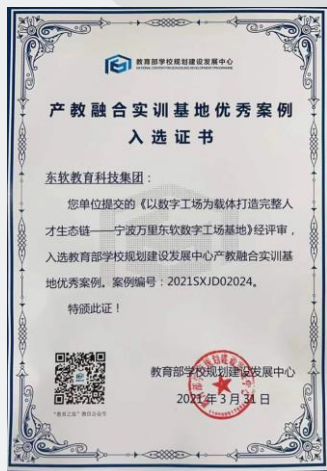 教育部学校规划建设发展中心
产教融合实训基地优秀案例
入选证书
东软教育科技集团：
您单位提交的《以数字工场为载体打造完整人
才生态链——宁波万里东软数字工场基地》经评审，
入选教育部学校规划建设发展中心产教融合实训基
地优秀案例。案例编号：2021SXJD02024。
特颁此证！
教育部学校规划建设发展中心
2021年3月31日